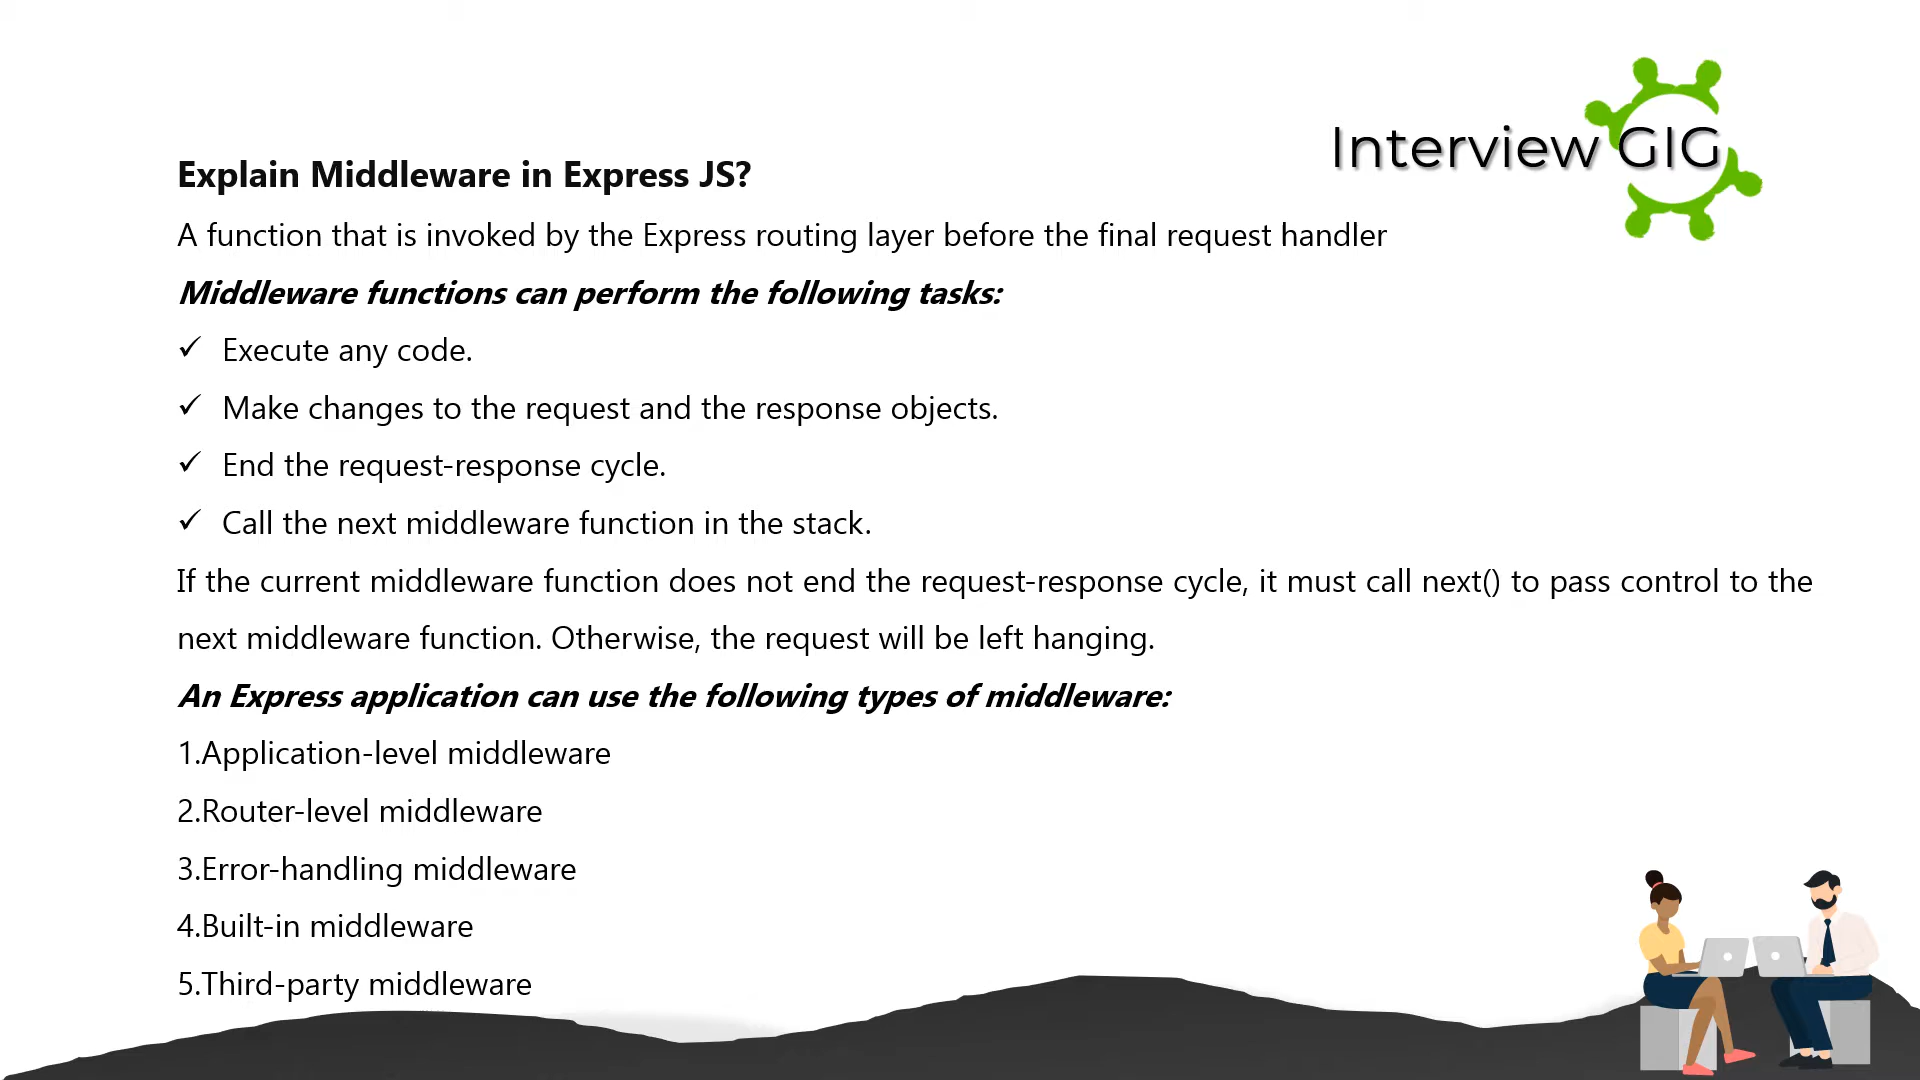 Interview GIG
Explain Middleware in Express JS?
A function that is invoked by the Express routing layer before the final request handler
Middleware functions can perform the following tasks:
✓ Execute any code.
✓ Make changes to the request and the response objects.
✓ End the request-response cycle.
✓ Call the next middleware function in the stack.
If the current middleware function does not end the request-response cycle, it must call next() to pass control to the
next middleware function. Otherwise, the request will be left hanging.
An Express application can use the following types of middleware:
1.Application-level middleware
2.Router-level middleware
3.Error-handling middleware
4.Built-in middleware
5.Third-party middleware